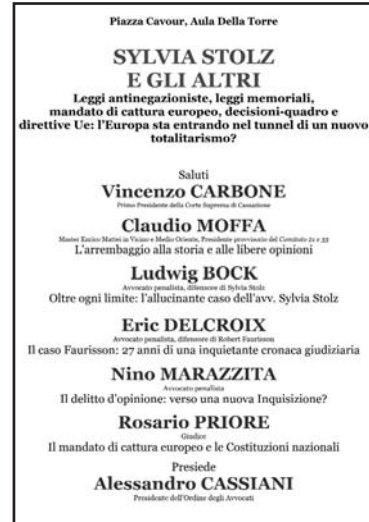 Piazza Cavour, Aula Della Torre
SYLVIA STOLZ
E GLI ALTRI
Leggi antinegazioniste, leggi memoriali,
mandato di cattura europeo, decisioni-quadro e
direttive Ue: l'Europa sta entrando nel tunnel di un nuovo
totalitarismo?
Saluti
Vincenzo CARBONE
Primo Presidente della Corte Suprema di Cassazione
Claudio MOFFA
Master Enrico Mattei in Vicino e Medio Oriente, Presidente provvisorio del Comitato 21 e 33
L'arrembaggio alla storia e alle libere opinioni
Ludwig BOCK
Avvocato penalista, difensore di Sylvia Stolz
Oltre ogni limite: l'allucinante caso dell'avv. Sylvia Stolz
Eric DELCROIX
Avvocato penalista, difensore di Robert Faurisson
Il caso Faurisson: 27 anni di una inquietante cronaca giudiziaria
Nino MARAZZITA
Avvocato penalista
Il delitto d'opinione: verso una nuova Inquisizione?
Rosario PRIORE
Giudice
Il mandato di cattura europeo e le Costituzioni nazionali
Presiede
Alessandro CASSIANI
Presidente dell'Ordine degli Avvocati